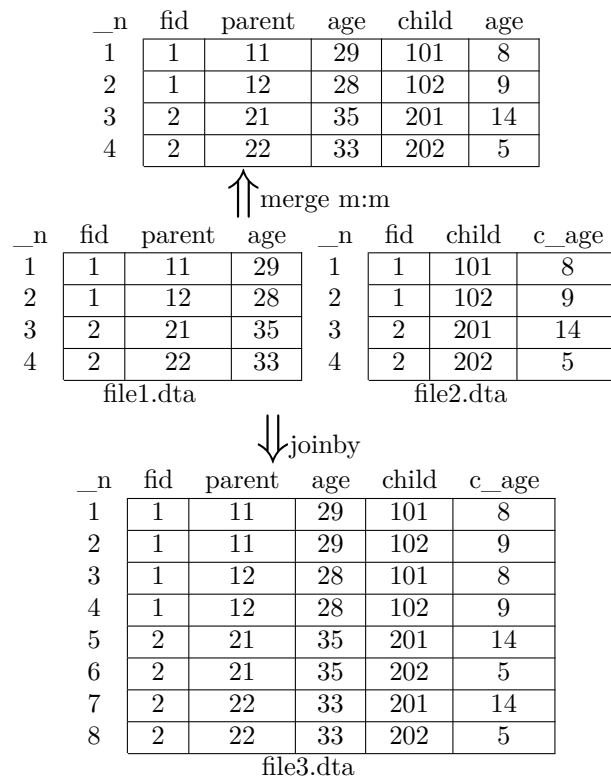 _n fid parent age child age
1 1 11 29 101 8
2 1 12 28 102 9
3 2 21 35 201 14
4 2 22 33 202 5
merge m:m
_n fid parent age _n fid child c_age
1 1 11 29 1 1 101 8
2 1 12 28 2 1 102 9
3 2 21 35 3 2 201 14
4 2 22 33 4 2 202 5
file1.dta file2.dta
joinby
_n fid parent age child c_age
1 1 11 29 101 8
2 1 11 29 102 9
3 1 12 28 101 8
4 1 12 28 102 9
5 2 21 35 201 14
6 2 21 35 202 5
7 2 22 33 201 14
8 2 22 33 202 5
file3.dta